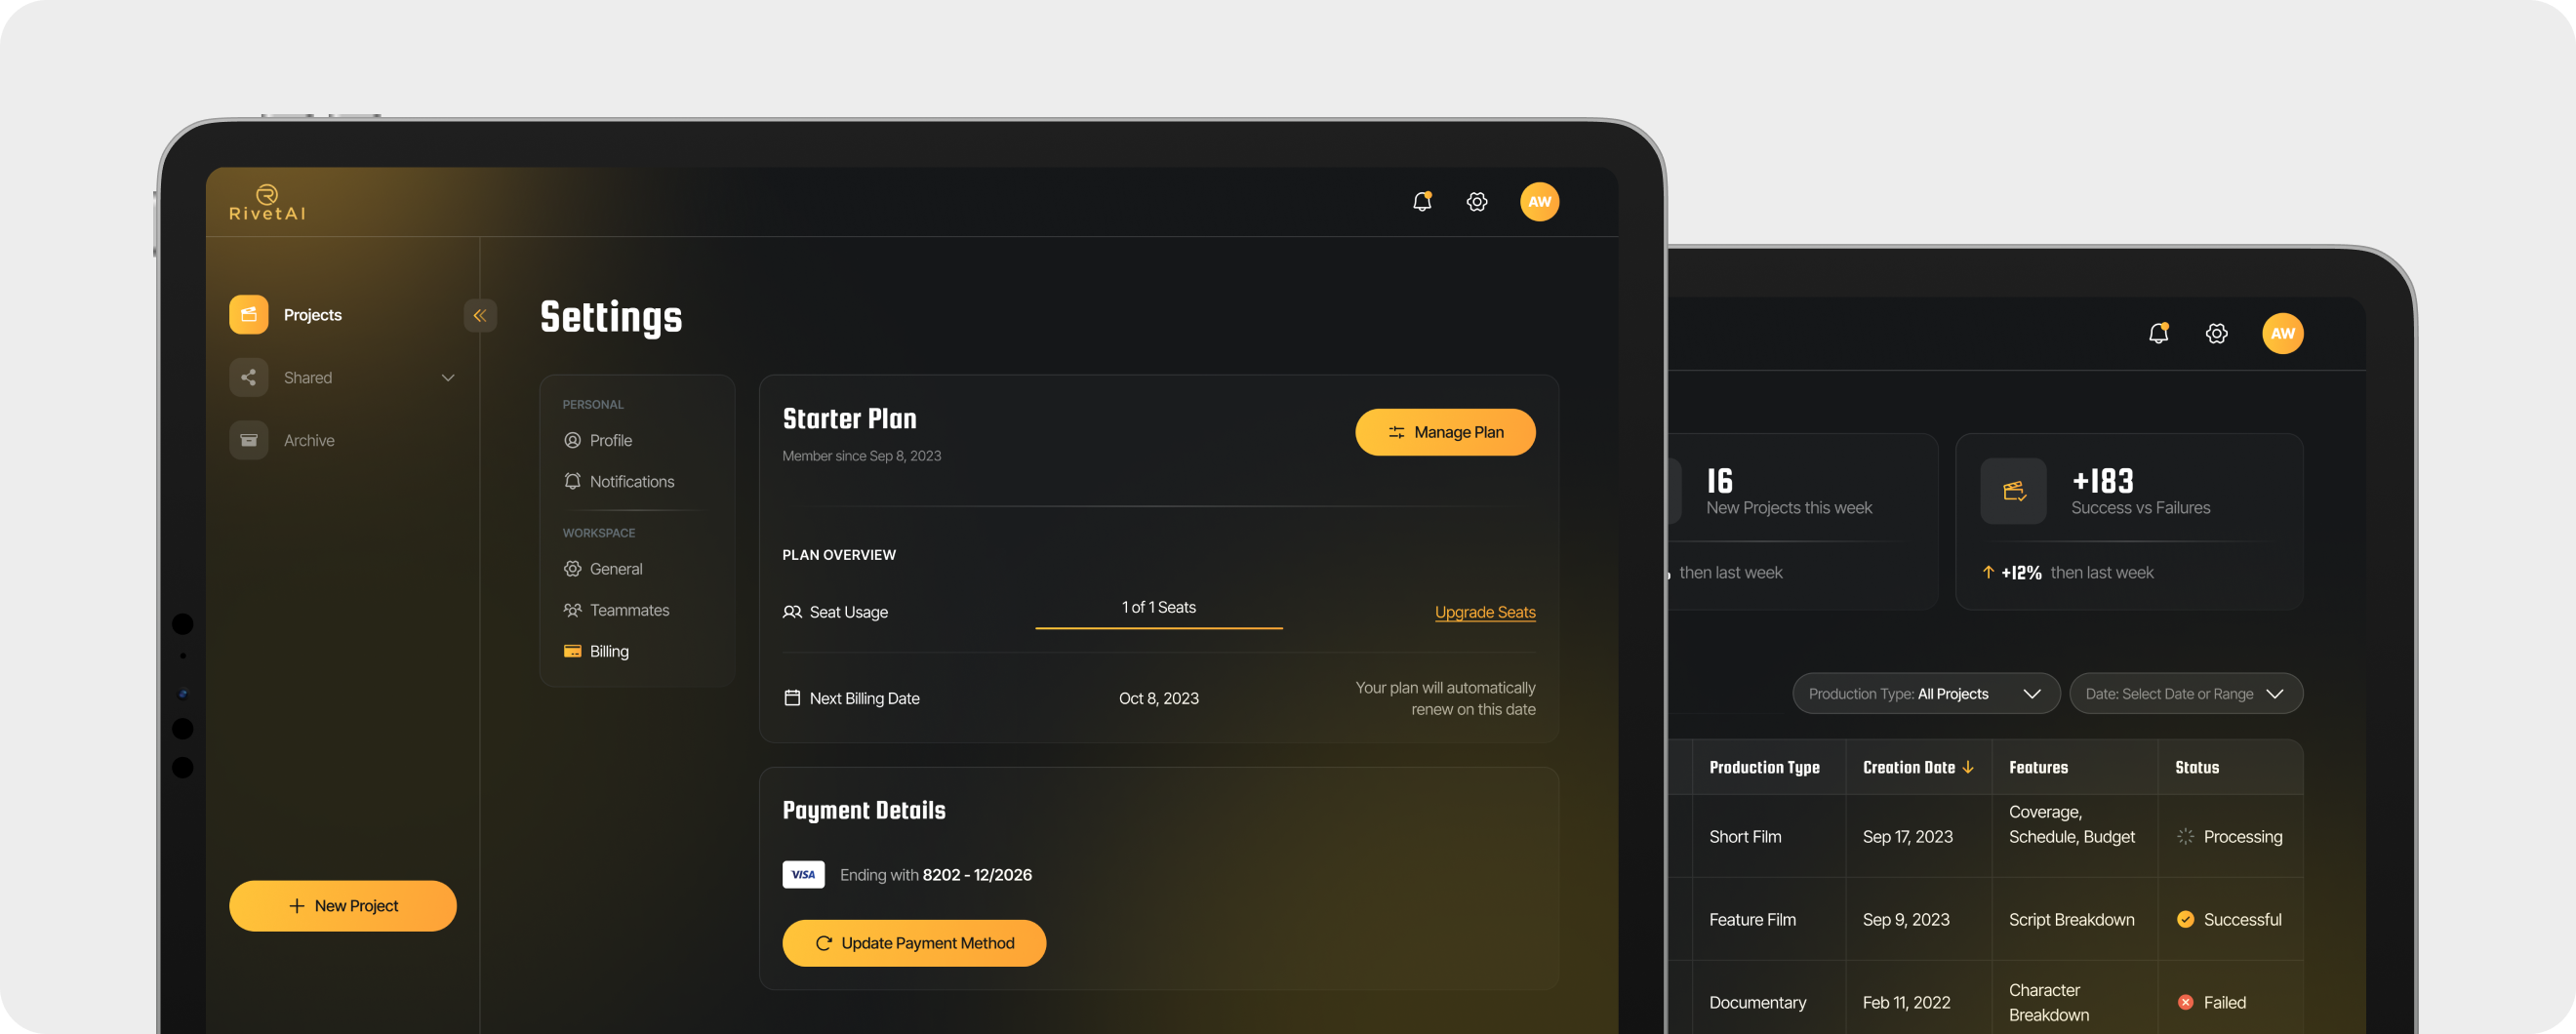 RivetAI
AW
Projects
Shared
Archive
New Project
Settings
PERSONAL
Profile
Notifications
WORKSPACE
General
Teammates
Billing
Starter Plan
Member since Sep 8, 2023
Manage Plan
PLAN OVERVIEW
Seat Usage
1 of 1 Seats
Upgrade Seats
Next Billing Date
Oct 8, 2023
Your plan will automatically
renew on this date
Payment Details
VISA
Ending with 8202 - 12/2026
Update Payment Method
AW
16
New Projects this week
then last week
+183
Success vs Failures
+12% then last week
Production Type: All Projects
Date: Select Date or Range
Production Type
Creation Date
Features
Status
Short Film
Sep 17, 2023
Coverage,
Schedule, Budget
Processing
Feature Film
Sep 9, 2023
Script Breakdown
Successful
Documentary
Feb 11, 2022
Character
Breakdown
Failed